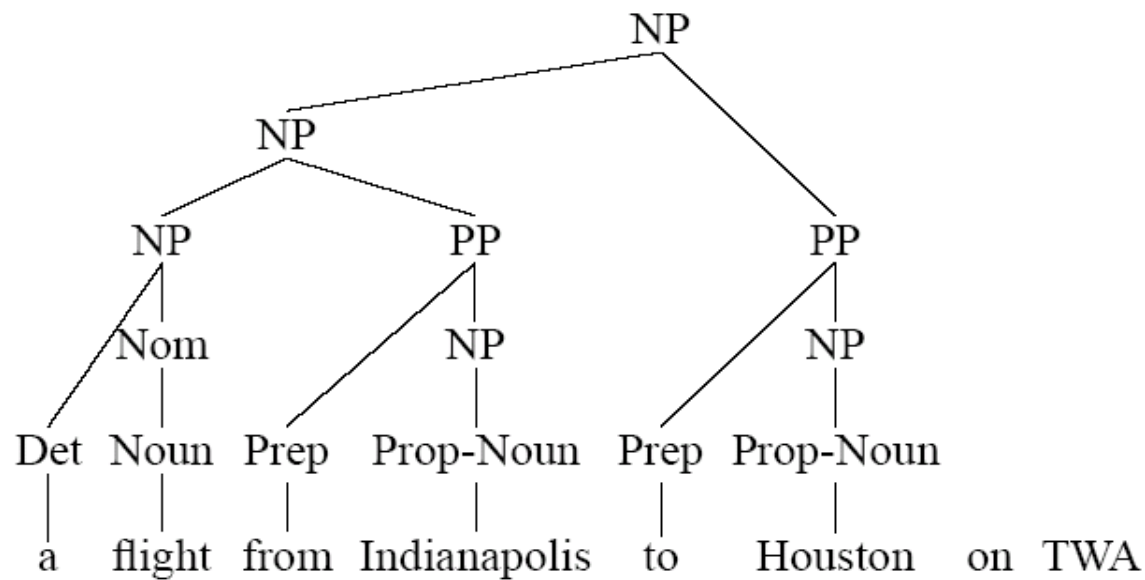 NP
NP
NP PP PP
Nom NP NP
Det Noun Prep Prop-Noun Prep Prop-Noun
a flight from Indianapolis to Houston on TWA